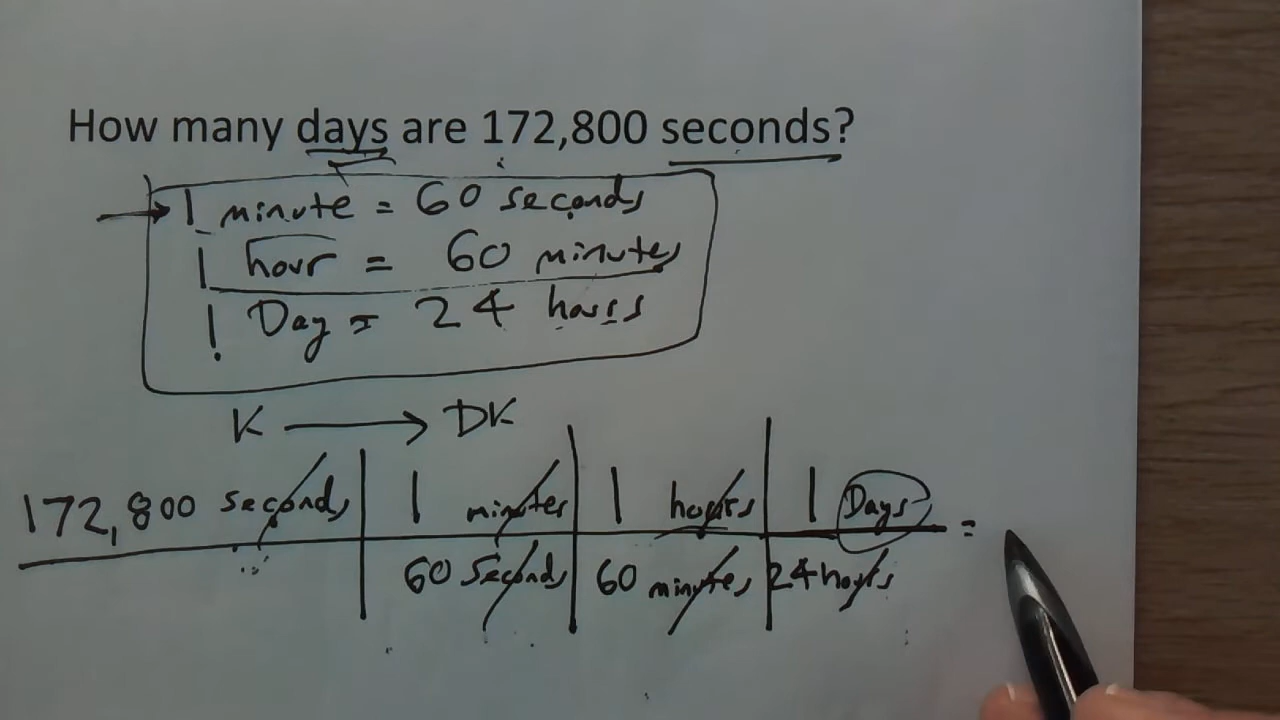 How many days are 172,800 seconds?
1 minute = 60 seconds
1 hour = 60 minutes
1 Day = 24 hours
K → DK
172,800 seconds 1 minutes 1 hours 1 Days =
60 seconds 60 minutes 24 hours